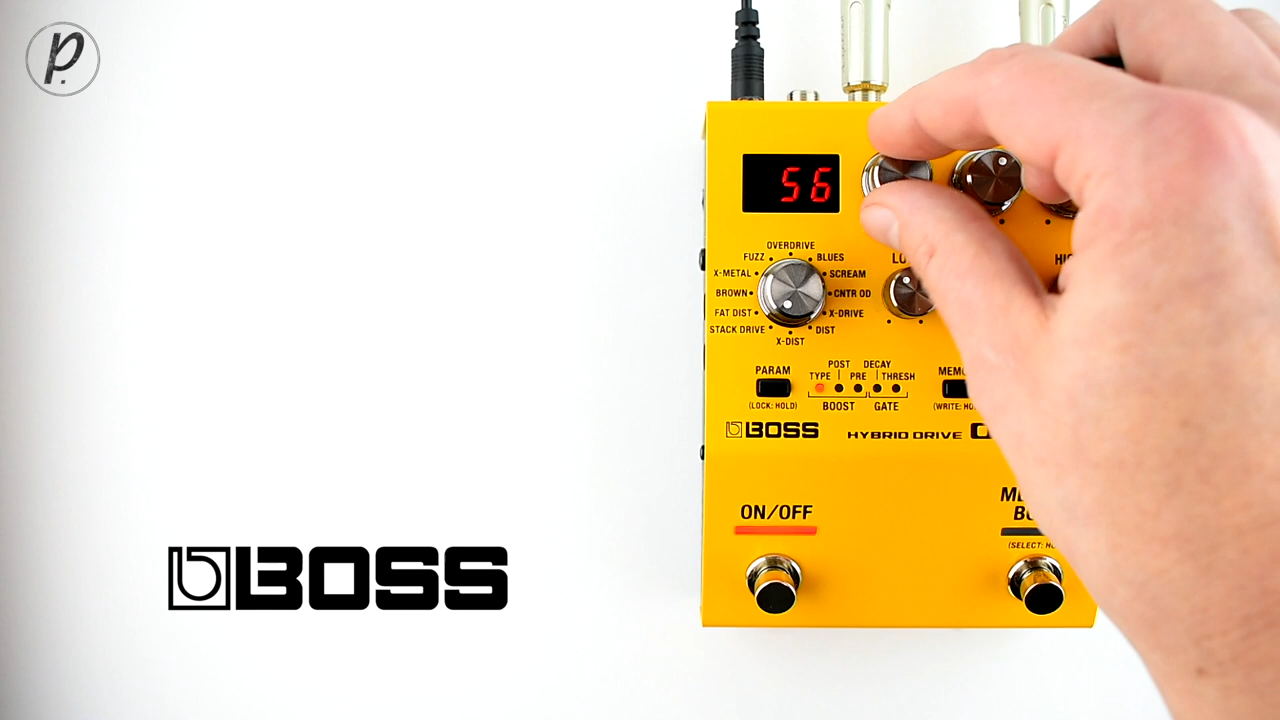 p.
56
OVERDRIVE
FUZZ
BLUES
X-METAL
SCREAM
BROWN
CNTR OD
FAT DIST
X-DRIVE
STACK DRIVE
DIST
X-DIST
PARAM
(LOCK: HOLD)
POST
DECAY
TYPE
PRE
THRESH
BOOST
GATE
BOSS
HYBRID DRIVE
ON/OFF
BOSS